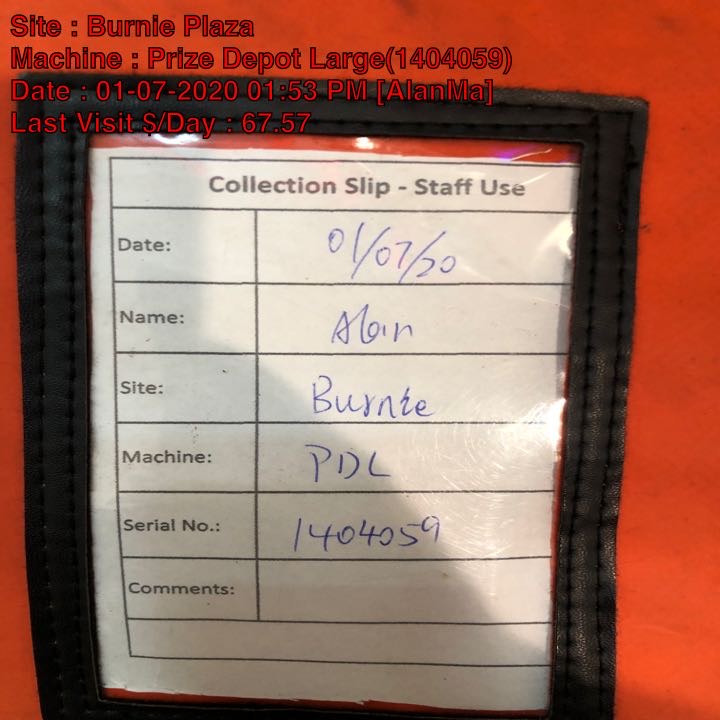 Site : Burnie Plaza
Machine : Prize Depot Large(1404059)
Date : 01-07-2020 01:53 PM [AlanMa]
Last Visit $/Day : 67.57
Collection Slip - Staff Use
Date: 01/07/20
Name: Alan
Site: Burnie
Machine: PDL
Serial No.: 1404059
Comments: